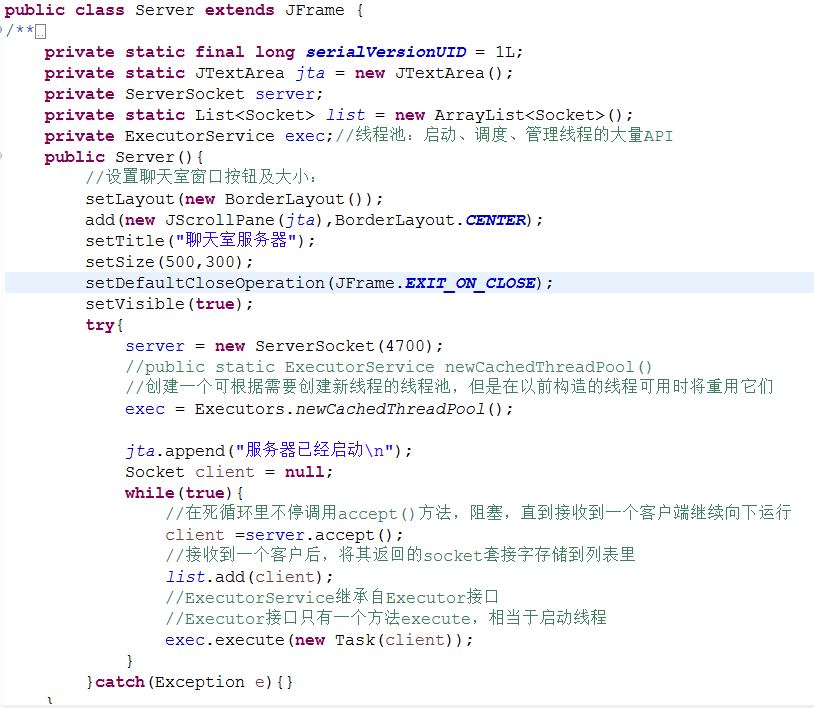 public class Server extends JFrame {
/**
private static final long serialVersionUID = 1L;
private static JTextArea jta = new JTextArea();
private ServerSocket server;
private static List<Socket> list = new ArrayList<Socket>();
private ExecutorService exec;//线程池：启动、调度、管理线程的大量API
public Server(){
//设置聊天室窗口按钮及大小：
setLayout(new BorderLayout());
add(new JScrollPane(jta),BorderLayout.CENTER);
setTitle("聊天室服务器");
setSize(500,300);
setDefaultCloseOperation(JFrame.EXIT_ON_CLOSE);
setVisible(true);
try{
server = new ServerSocket(4700);
//public static ExecutorService newCachedThreadPool()
//创建一个可根据需要创建新线程的线程池，但是在以前构造的线程可用时将重用它们
exec = Executors.newCachedThreadPool();
jta.append("服务器已经启动\n");
Socket client = null;
while(true){
//在死循环里不停调用accept()方法，阻塞，直到接收到一个客户端继续向下运行
client =server.accept();
//接收到一个客户后，将其返回的socket套接字存储到列表里
list.add(client);
//ExecutorService继承自Executor接口
//Executor接口只有一个方法execute，相当于启动线程
exec.execute(new Task(client));
}
}catch(Exception e){}
}